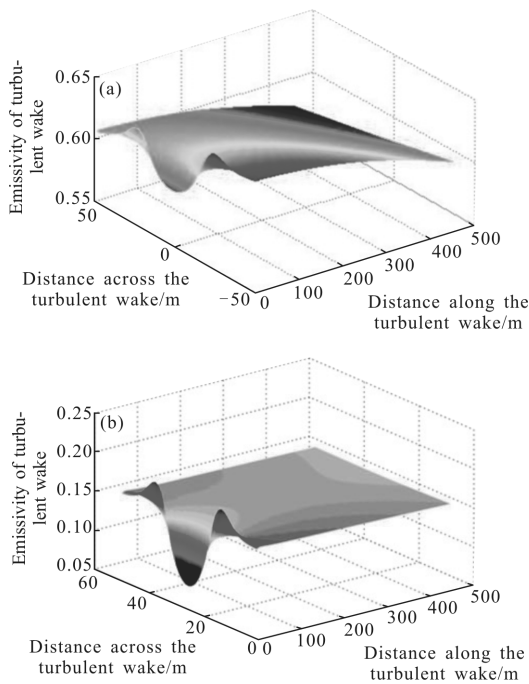 0.65
(a)
0.60
0.55
Emissivity of turbu-
lent wake
50
0
-50
Distance across the
turbulent wake/m
0
100
200
300
400
500
Distance along the
turbulent wake/m
0.25
(b)
0.20
0.15
0.10
0.05
Emissivity of turbu-
lent wake
60
40
20
0
Distance across the
turbulent wake/m
0
100
200
300
400
500
Distance along the
turbulent wake/m